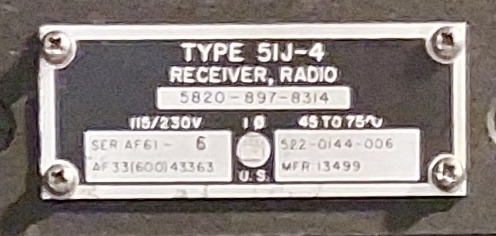 TYPE 51J-4
RECEIVER, RADIO
5820-897-8314
115/230V 1 Ø 45 TO 75~
SER AF61- 6 522-0144-006
AF33(600)43363 MFR 13499
U.S.